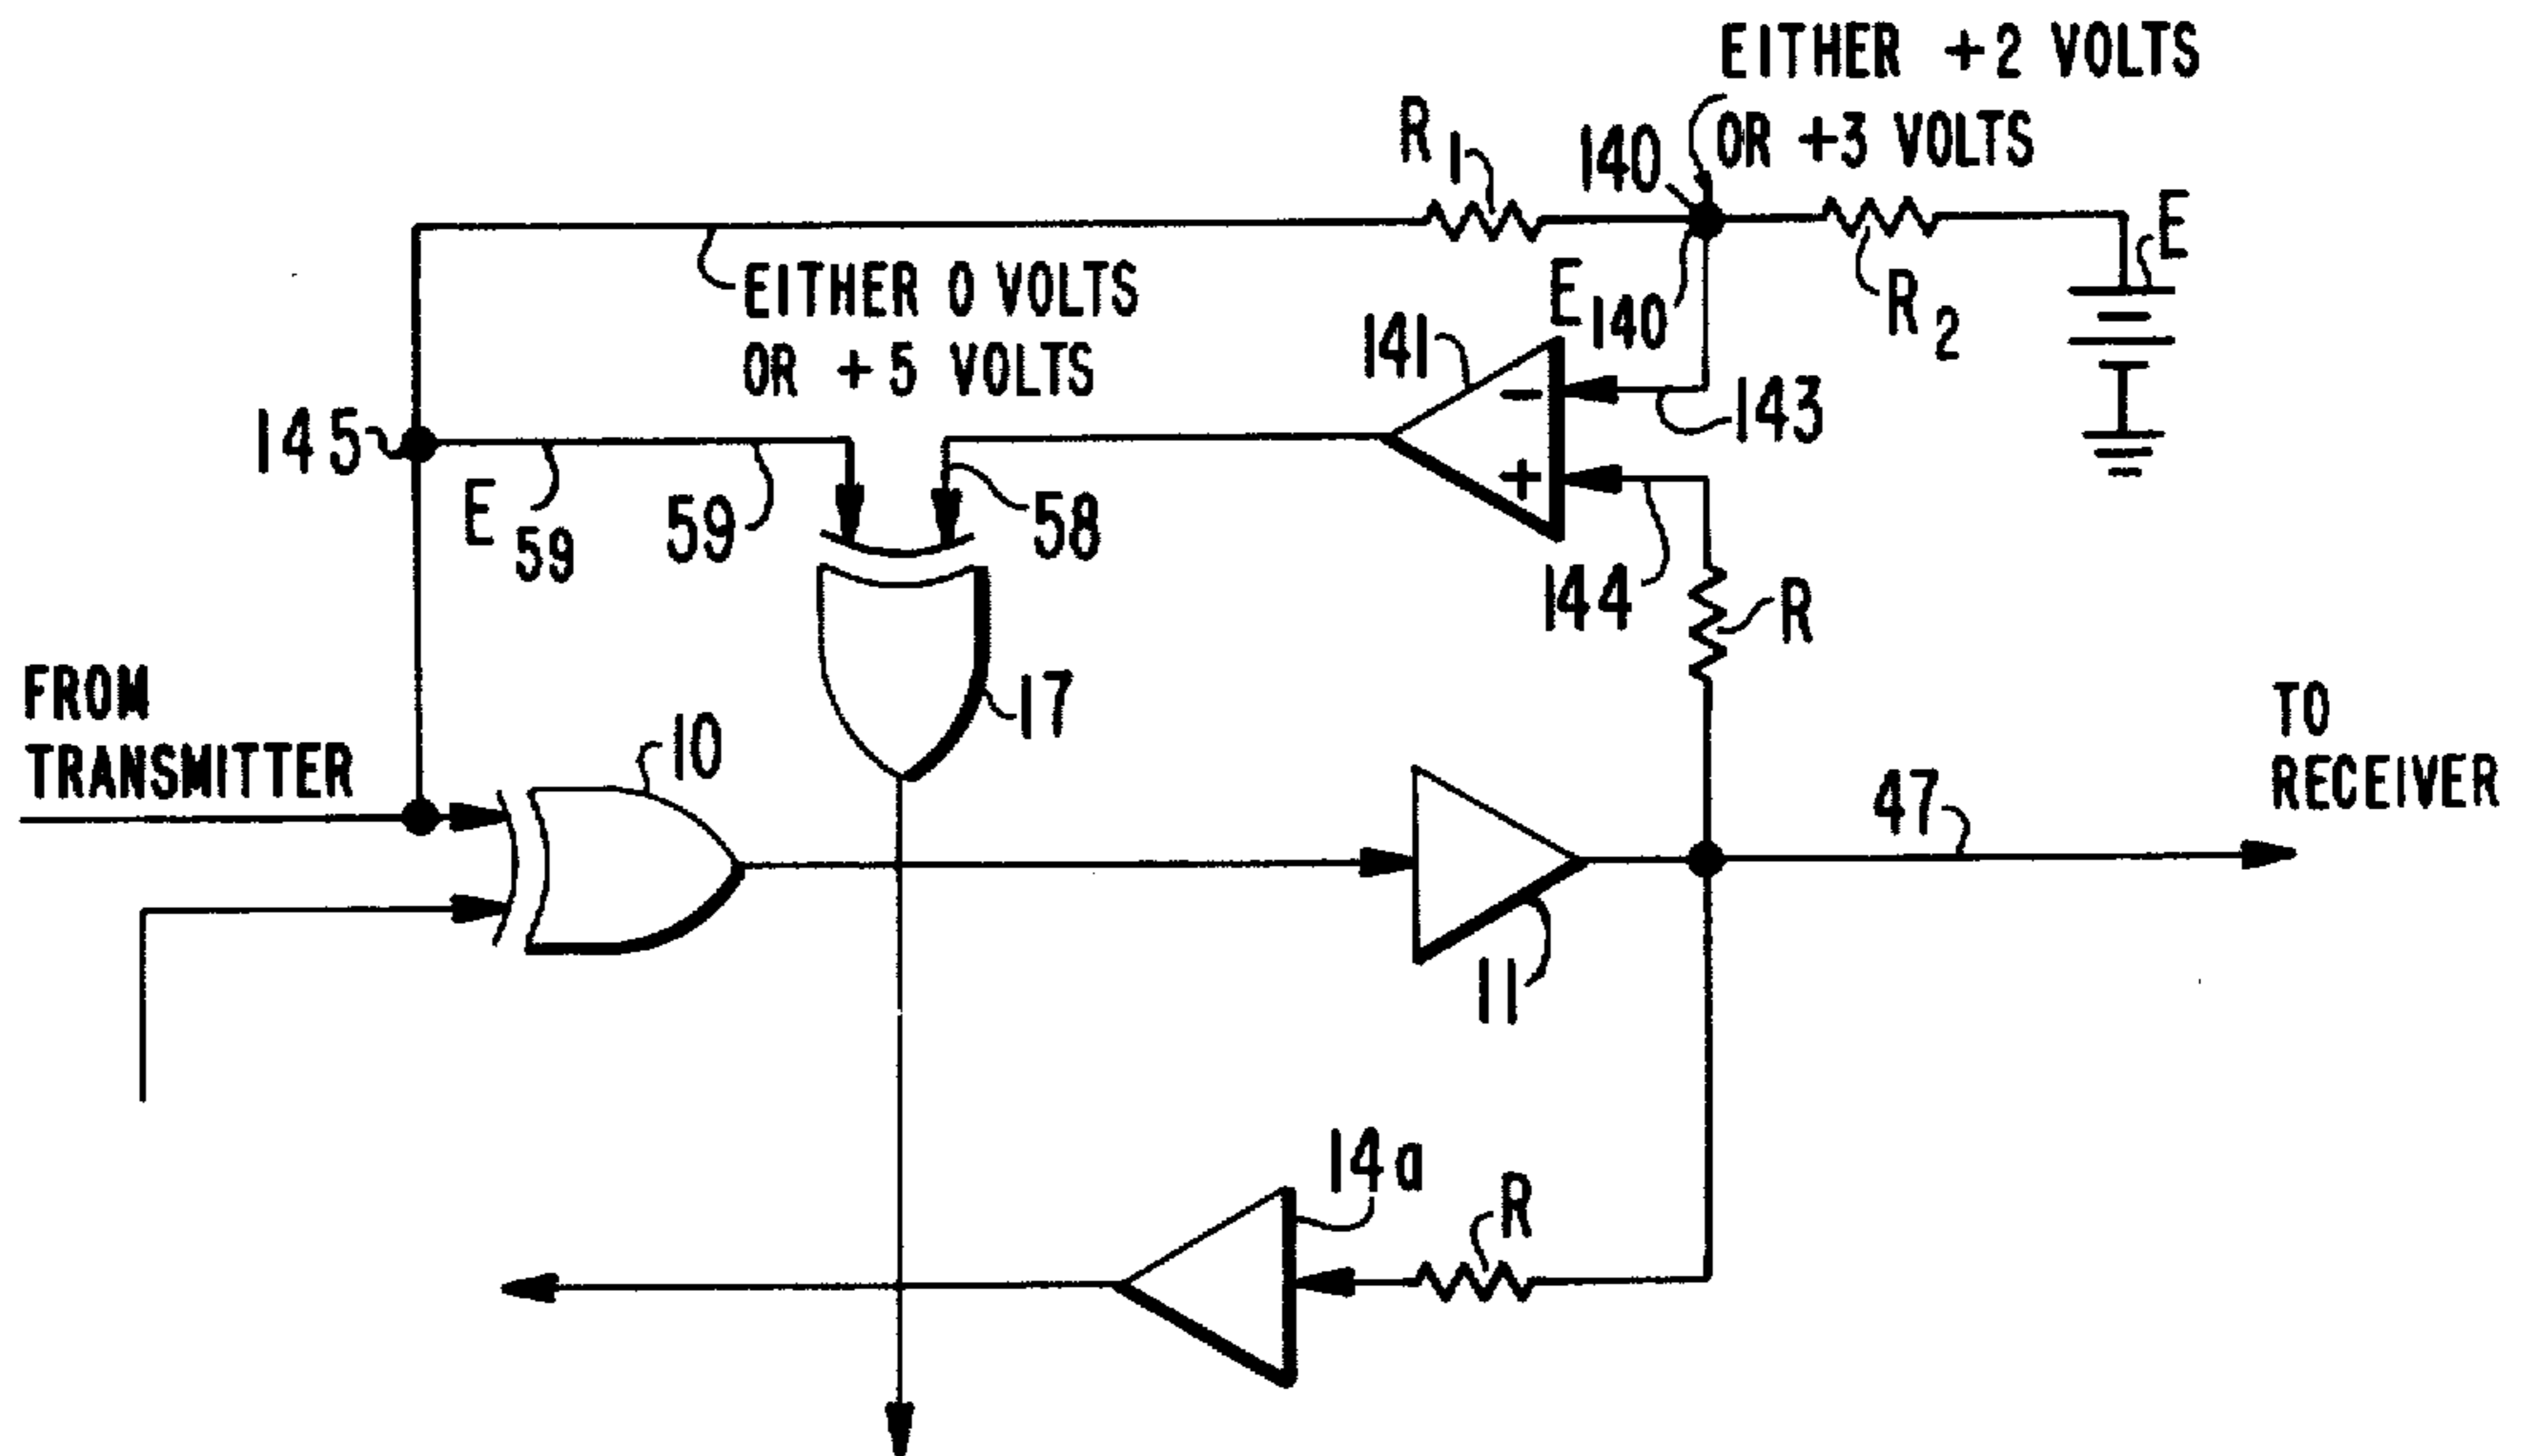 EITHER +2 VOLTS
OR +3 VOLTS
R1
140
E
E140
R2
EITHER 0 VOLTS
OR +5 VOLTS
141
−
143
+
145
E59
59
58
144
R
17
FROM
TRANSMITTER
10
TO
RECEIVER
47
11
14a
R